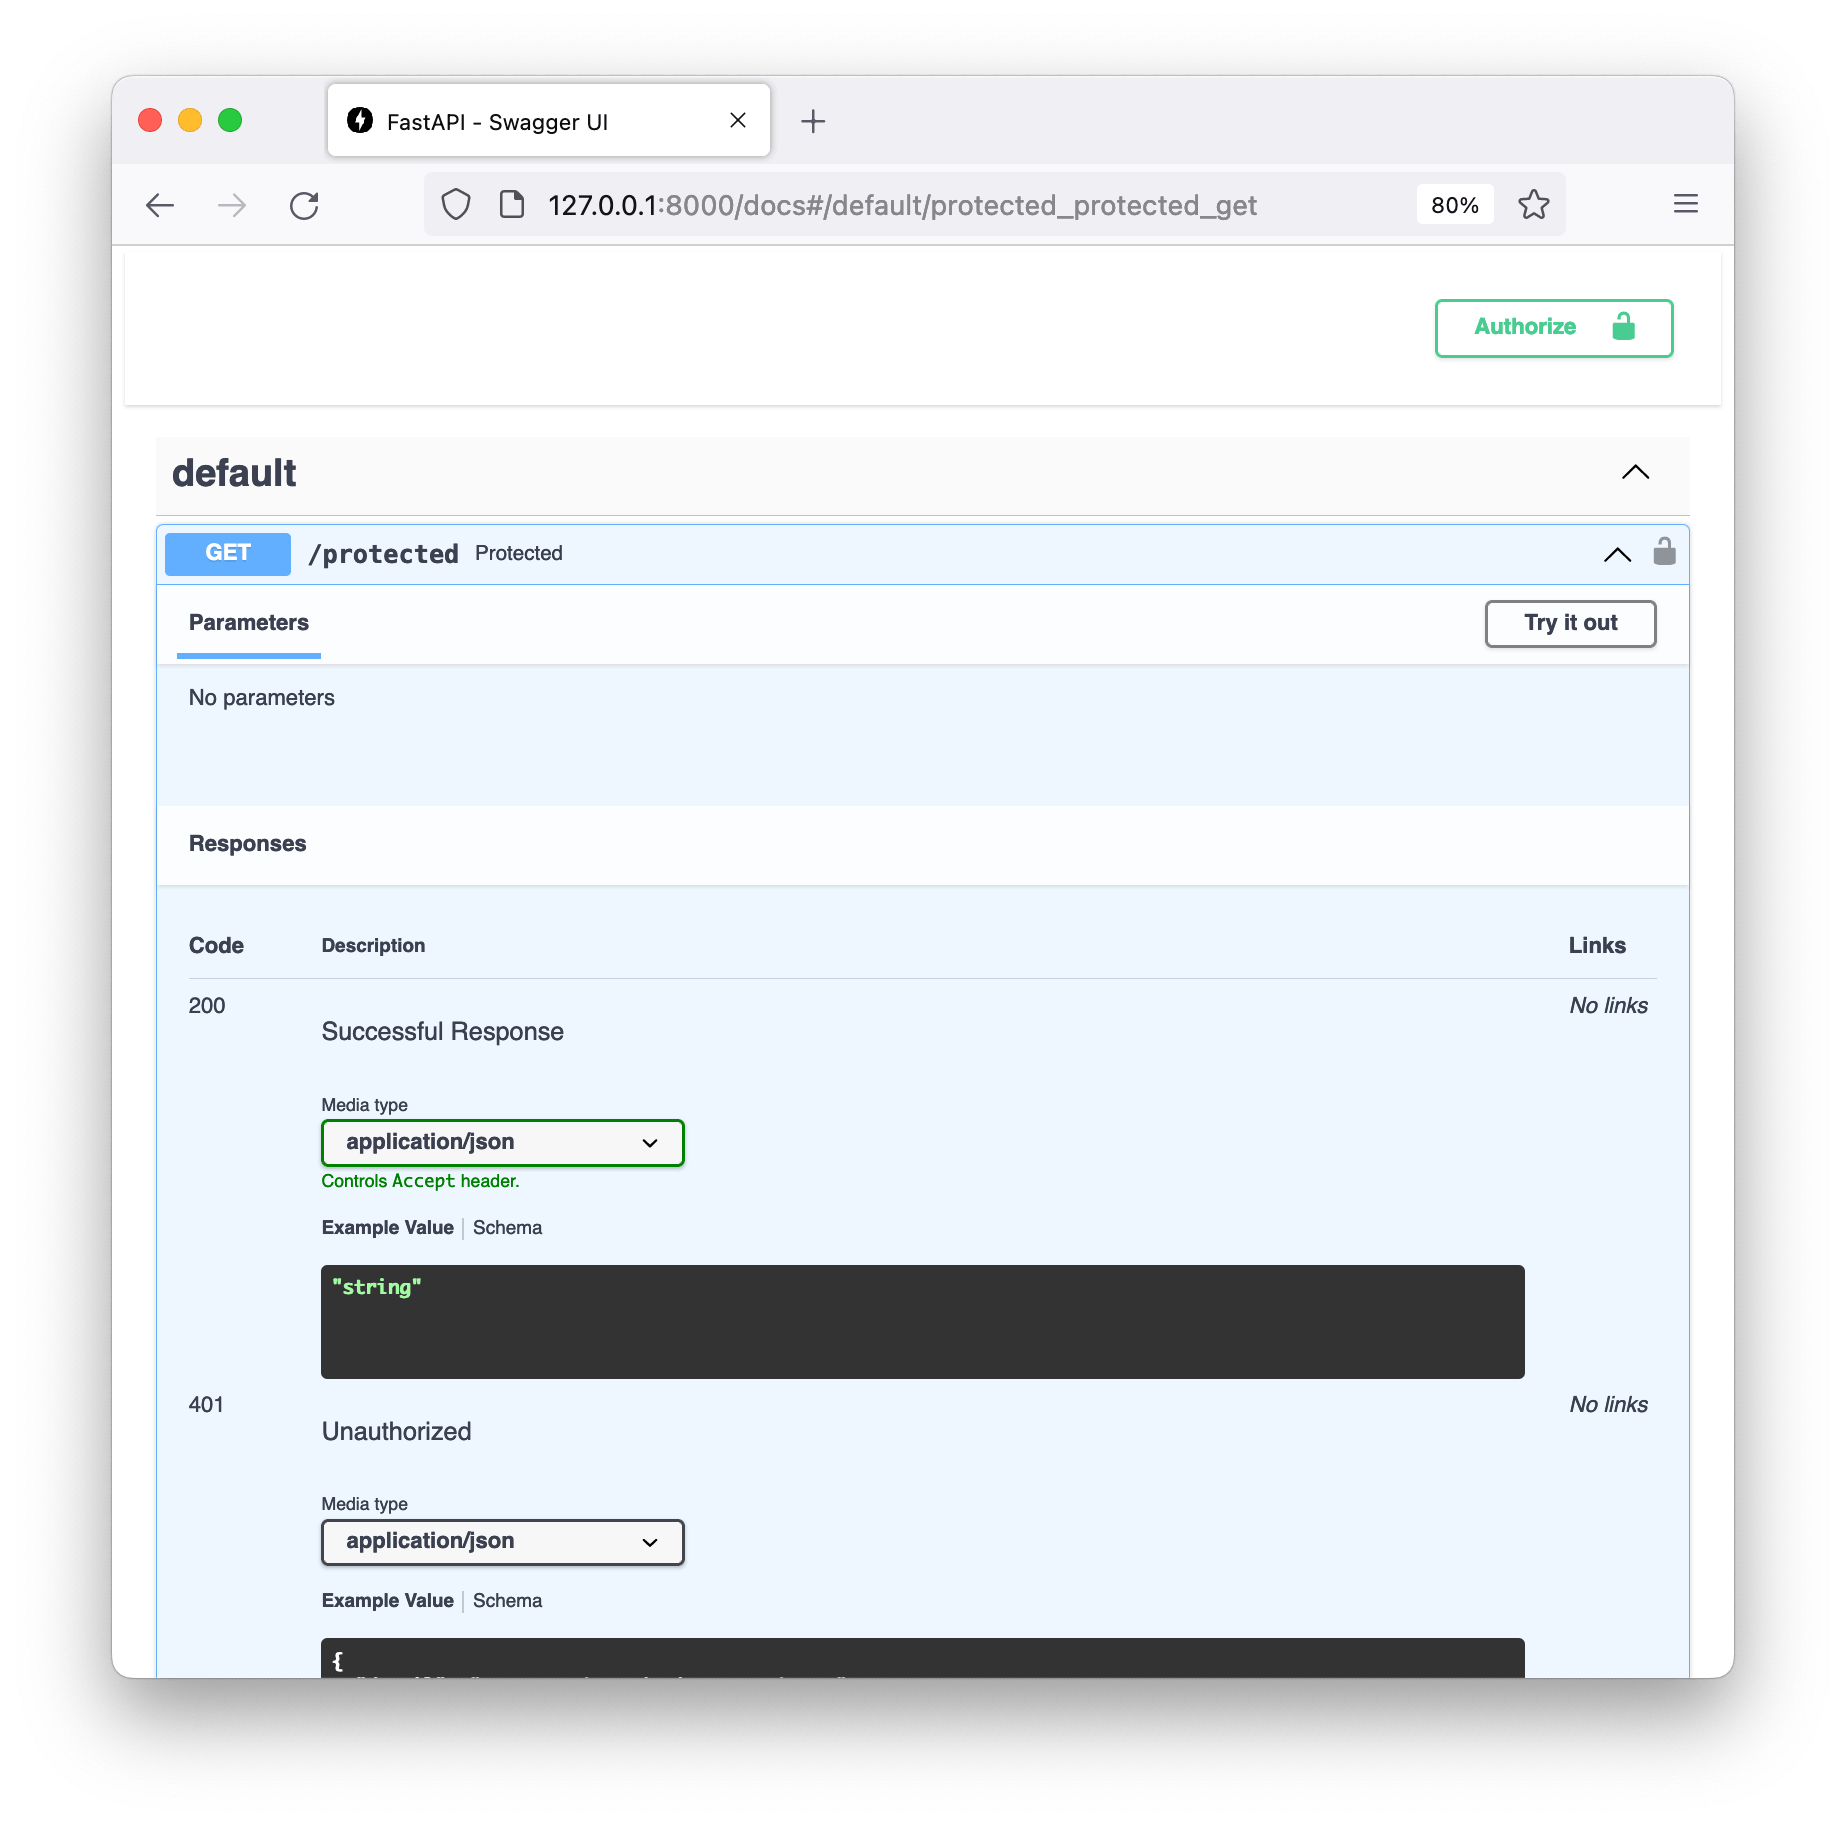 FastAPI - Swagger UI
127.0.0.1:8000/docs#/default/protected_protected_get
80%
Authorize
default
GET /protected Protected
Parameters
Try it out
No parameters
Responses
Code Description Links
200 No links
Successful Response
Media type
application/json
Controls Accept header.
Example Value Schema
"string"
401 No links
Unauthorized
Media type
application/json
Example Value Schema
{